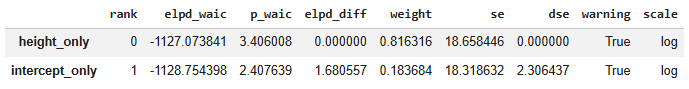 rank elpd_waic p_waic elpd_diff weight se dse warning scale
height_only 0 -1127.073841 3.406008 0.000000 0.816316 18.658446 0.000000 True log
intercept_only 1 -1128.754398 2.407639 1.680557 0.183684 18.318632 2.306437 True log